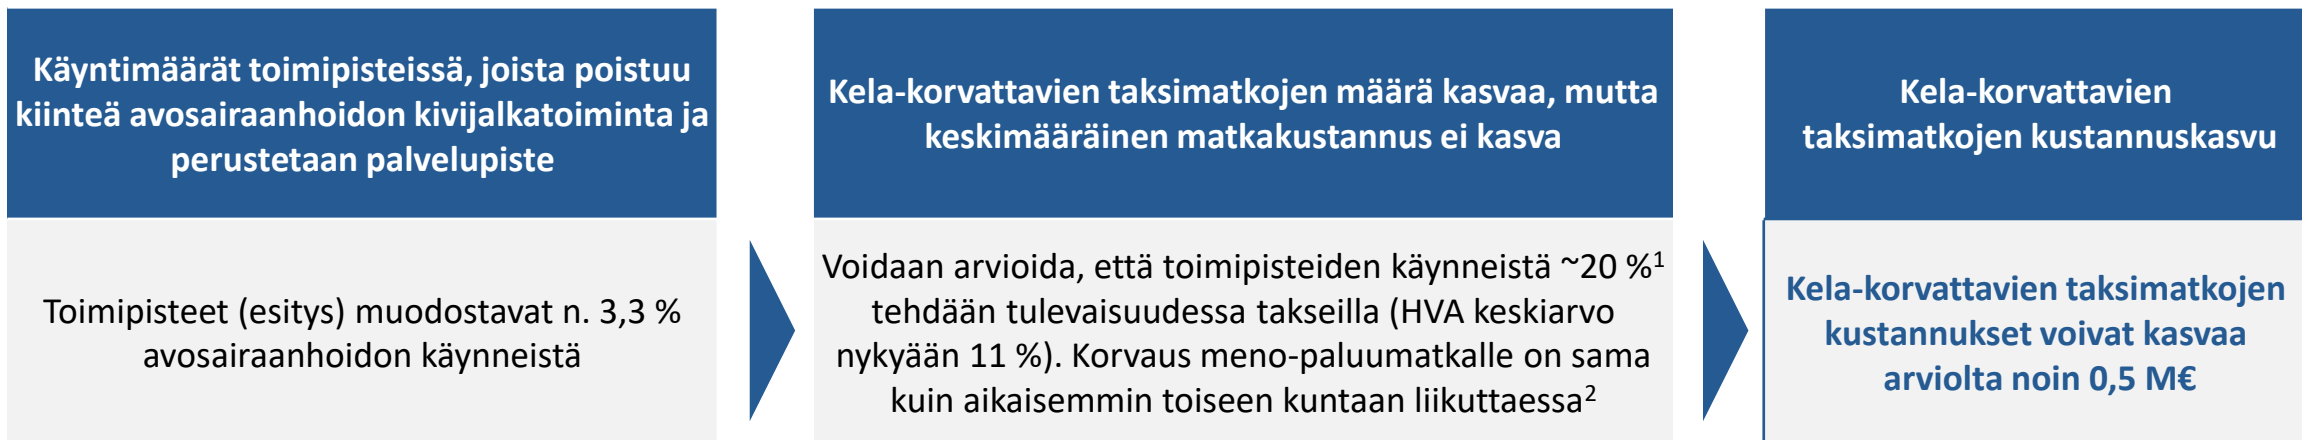 Käyntimäärät toimipisteissä, joista poistuu
kiinteä avosairaanhoidon kivijalkatoiminta ja
perustetaan palvelupiste
Toimipisteet (esitys) muodostavat n. 3,3 %
avosairaanhoidon käynneistä
Kela-korvattavien taksimatkojen määrä kasvaa, mutta
keskimääräinen matkakustannus ei kasva
Voidaan arvioida, että toimipisteiden käynneistä ~20 %¹
tehdään tulevaisuudessa takseilla (HVA keskiarvo
nykyään 11 %). Korvaus meno-paluumatkalle on sama
kuin aikaisemmin toiseen kuntaan liikuttaessa²
Kela-korvattavien
taksimatkojen kustannuskasvu
Kela-korvattavien taksimatkojen
kustannukset voivat kasvaa
arviolta noin 0,5 M€